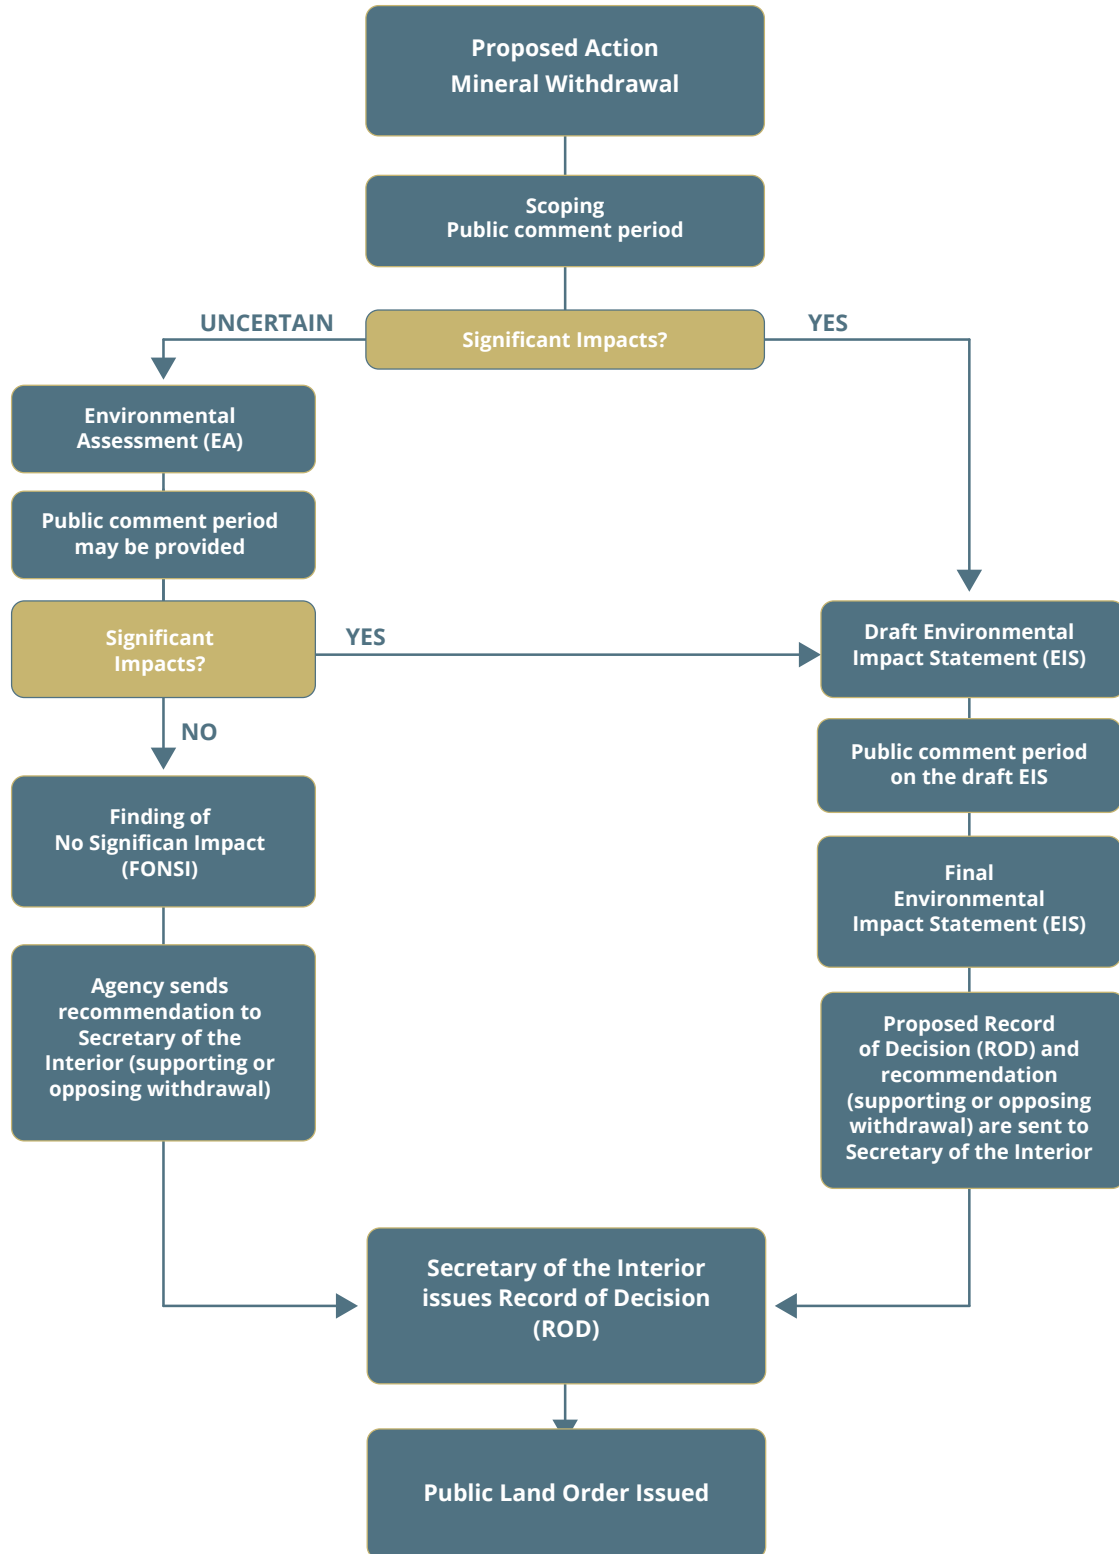 Proposed Action
Mineral Withdrawal
Scoping
Public comment period
UNCERTAIN
Significant Impacts?
YES
Environmental
Assessment (EA)
Public comment period
may be provided
Significant
Impacts?
YES
NO
Finding of
No Significan Impact
(FONSI)
Agency sends
recommendation to
Secretary of the
Interior (supporting or
opposing withdrawal)
Draft Environmental
Impact Statement (EIS)
Public comment period
on the draft EIS
Final
Environmental
Impact Statement (EIS)
Proposed Record
of Decision (ROD) and
recommendation
(supporting or opposing
withdrawal) are sent to
Secretary of the Interior
Secretary of the Interior
issues Record of Decision
(ROD)
Public Land Order Issued